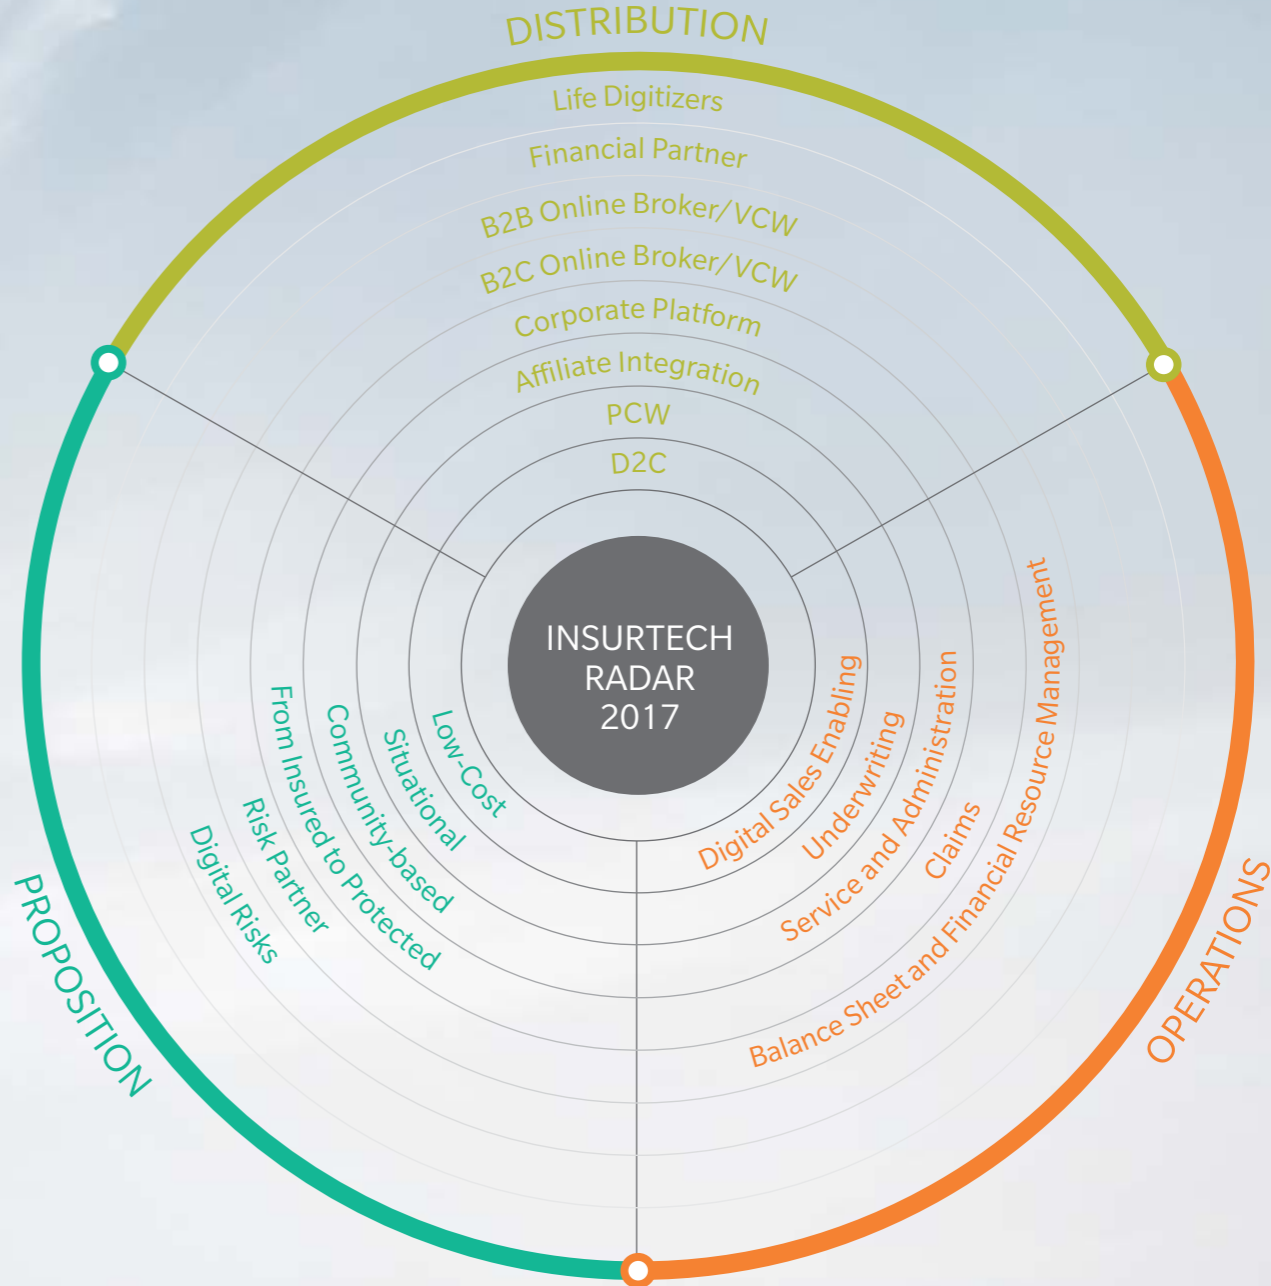 DISTRIBUTION
Life Digitizers
Financial Partner
B2B Online Broker/VCW
B2C Online Broker/VCW
Corporate Platform
Affiliate Integration
PCW
D2C
INSURTECH
RADAR
2017
Low-Cost
Situational
Community-based
From Insured to Protected
Risk Partner
Digital Risks
PROPOSITION
Digital Sales Enabling
Underwriting
Service and Administration
Claims
Balance Sheet and Financial Resource Management
OPERATIONS